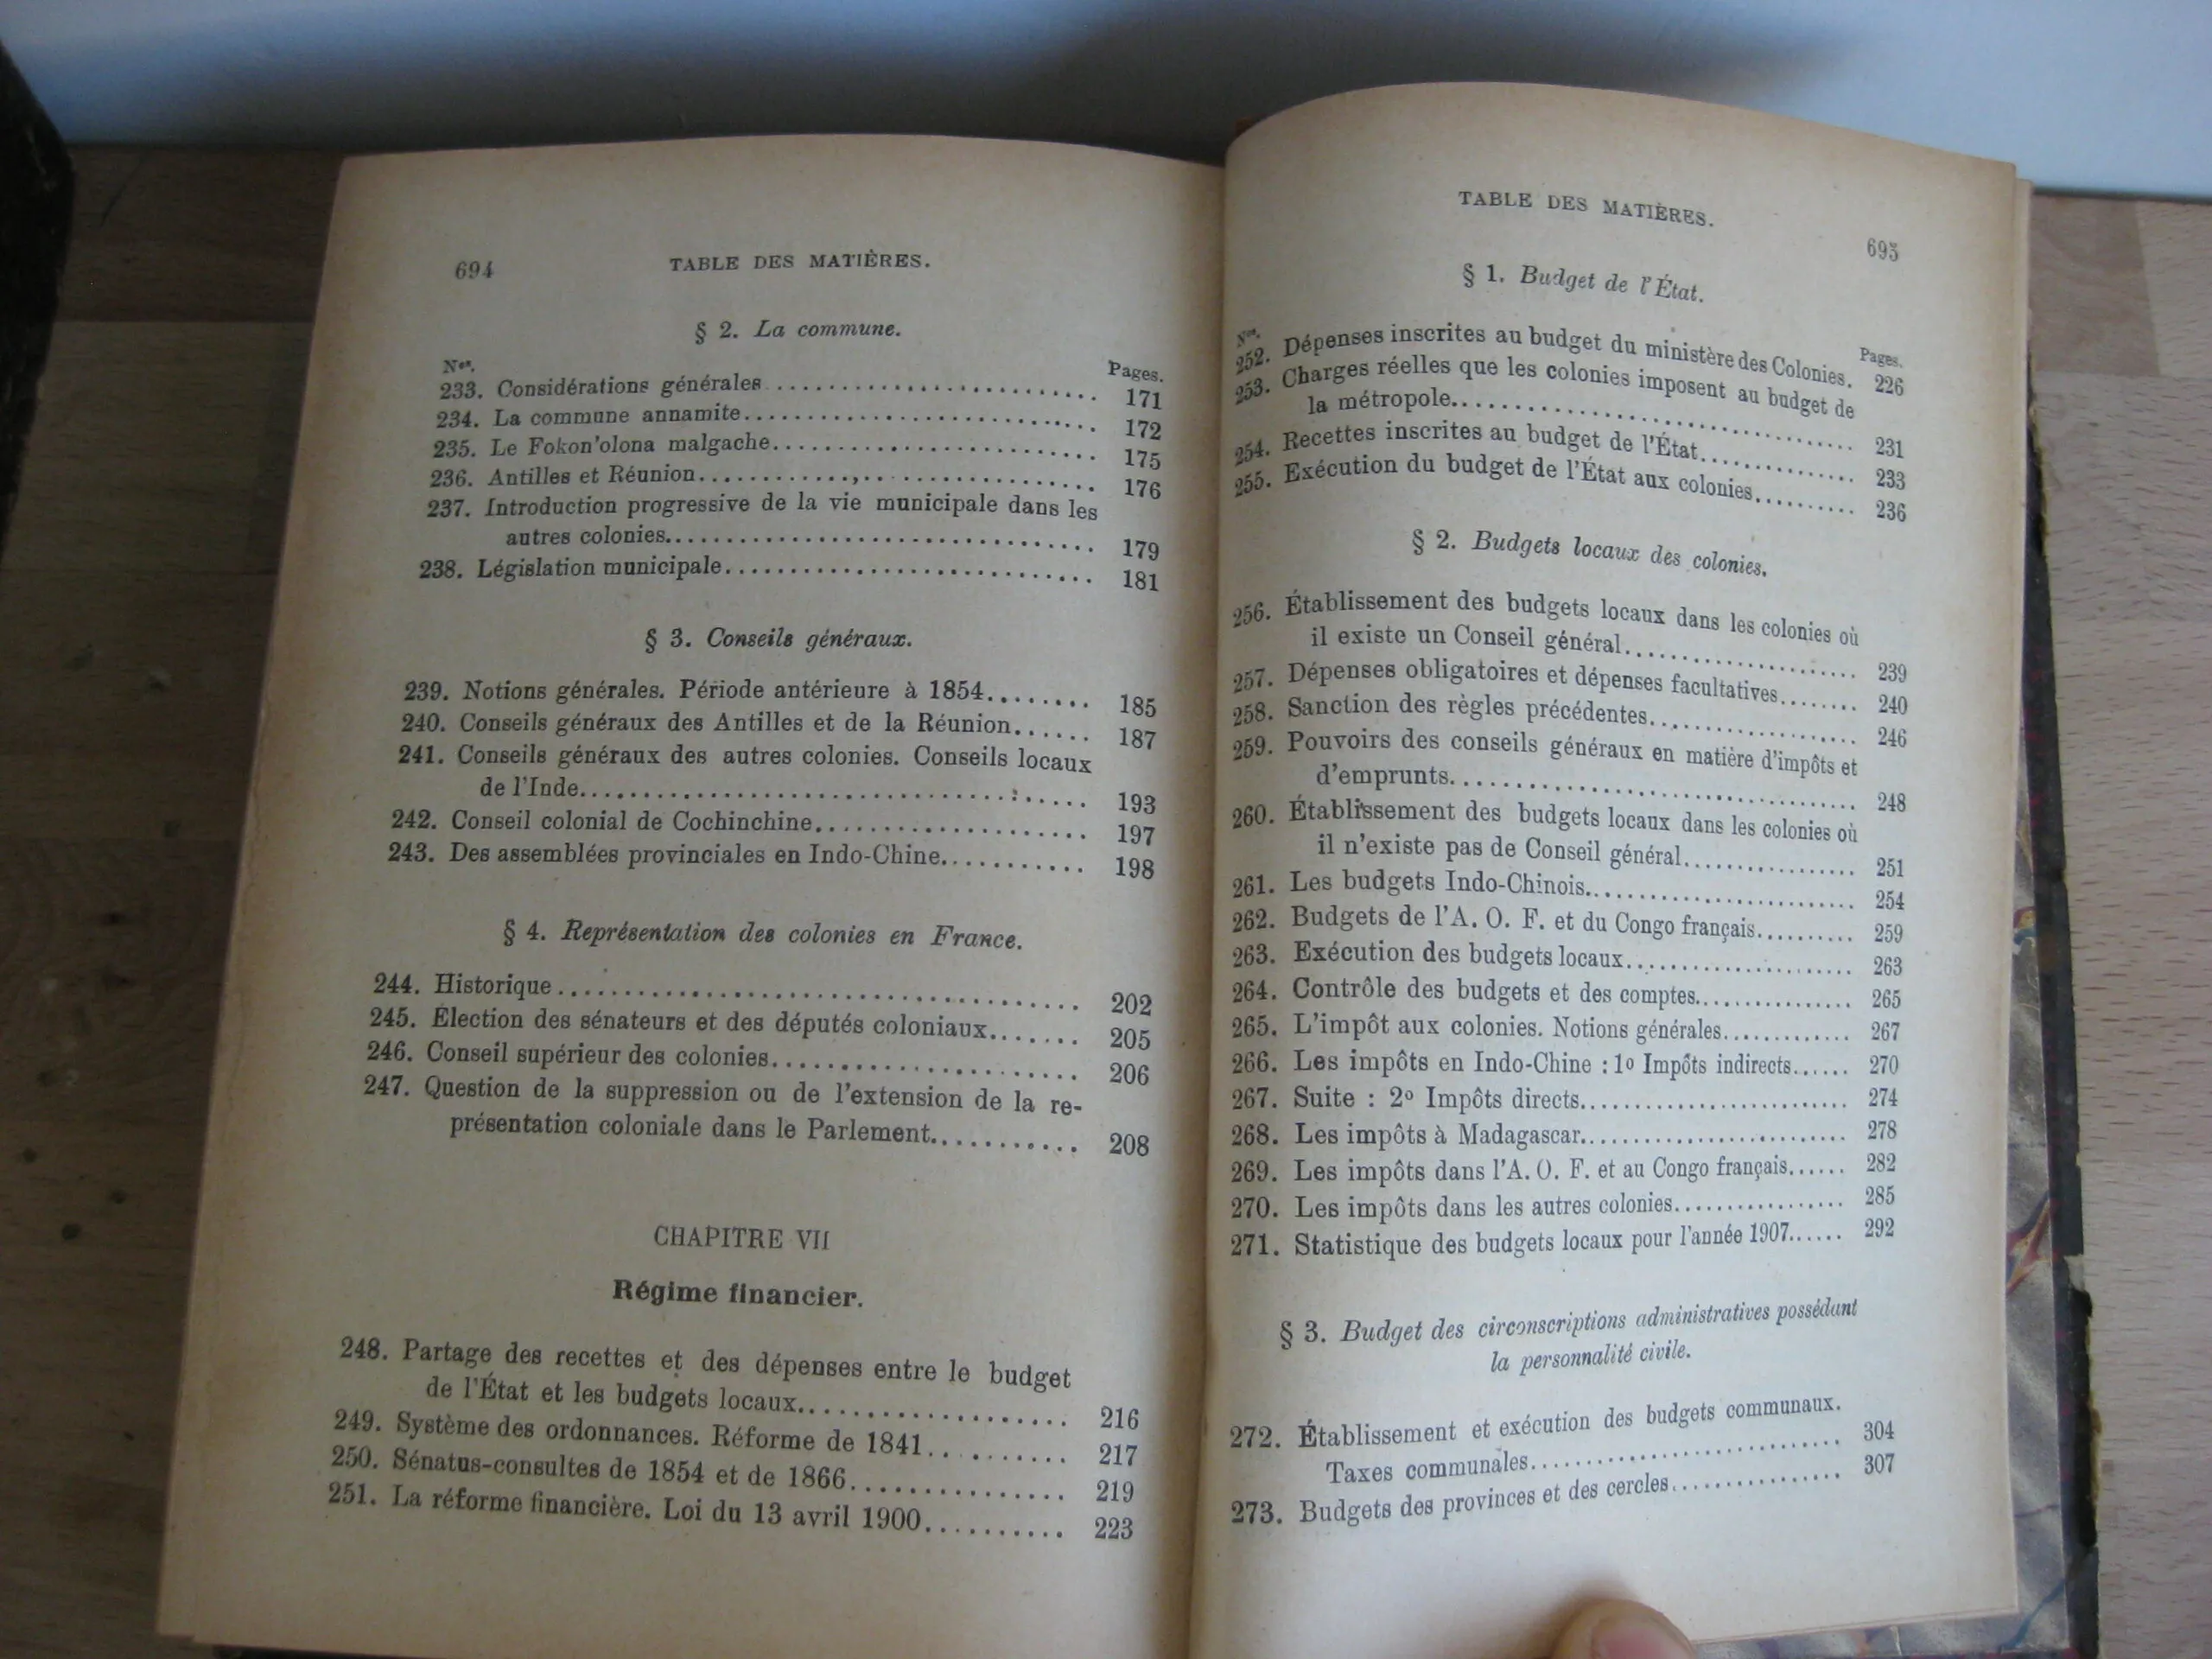 694 TABLE DES MATIÈRES.
§ 2. La commune.
Nos. Pages.
233. Considérations générales........................ 171
234. La commune annamite........................... 172
235. Le Fokon'olona malgache......................... 175
236. Antilles et Réunion.............................. 176
237. Introduction progressive de la vie municipale dans les
autres colonies................................. 179
238. Législation municipale............................ 181
§ 3. Conseils généraux.
239. Notions générales. Période antérieure à 1854........ 185
240. Conseils généraux des Antilles et de la Réunion...... 187
241. Conseils généraux des autres colonies. Conseils locaux
de l'Inde....................................... 193
242. Conseil colonial de Cochinchine..................... 197
243. Des assemblées provinciales en Indo-Chine........... 198
§ 4. Représentation des colonies en France.
244. Historique........................................ 202
245. Élection des sénateurs et des députés coloniaux....... 205
246. Conseil supérieur des colonies....................... 206
247. Question de la suppression ou de l'extension de la re-
présentation coloniale dans le Parlement........... 208
CHAPITRE VII
Régime financier.
248. Partage des recettes et des dépenses entre le budget
de l'État et les budgets locaux..................... 216
249. Système des ordonnances. Réforme de 1841.......... 217
250. Sénatus-consultes de 1854 et de 1866................ 219
251. La réforme financière. Loi du 13 avril 1900........... 223
TABLE DES MATIÈRES. 695
§ 1. Budget de l'État.
Nos. Pages.
252. Dépenses inscrites au budget du ministère des Colonies. 226
253. Charges réelles que les colonies imposent au budget de
la métropole.................................... 231
254. Recettes inscrites au budget de l'État............... 233
255. Exécution du budget de l'État aux colonies........... 236
§ 2. Budgets locaux des colonies.
256. Établissement des budgets locaux dans les colonies où
il existe un Conseil général...................... 239
257. Dépenses obligatoires et dépenses facultatives........ 240
258. Sanction des règles précédentes.................... 246
259. Pouvoirs des conseils généraux en matière d'impôts et
d'emprunts..................................... 248
260. Établissement des budgets locaux dans les colonies où
il n'existe pas de Conseil général................. 251
261. Les budgets Indo-Chinois.......................... 254
262. Budgets de l'A. O. F. et du Congo français.......... 259
263. Exécution des budgets locaux...................... 263
264. Contrôle des budgets et des comptes................ 265
265. L'impôt aux colonies. Notions générales............. 267
266. Les impôts en Indo-Chine : 1o Impôts indirects...... 270
267. Suite : 2o Impôts directs........................... 274
268. Les impôts à Madagascar.......................... 278
269. Les impôts dans l'A. O. F. et au Congo français...... 282
270. Les impôts dans les autres colonies................. 285
271. Statistique des budgets locaux pour l'année 1907...... 292
§ 3. Budget des circonscriptions administratives possédant
la personnalité civile.
272. Établissement et exécution des budgets communaux.
Taxes communales.............................. 304
273. Budgets des provinces et des cercles............... 307